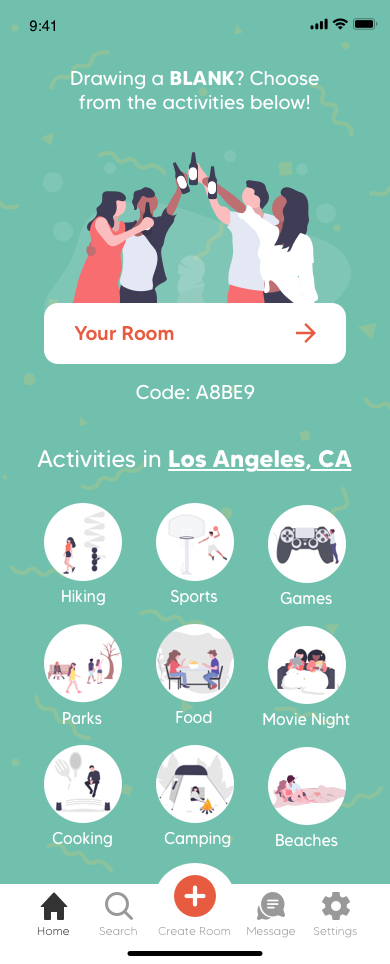 9:41
Drawing a BLANK? Choose
from the activities below!
Your Room
Code: A8BE9
Activities in Los Angeles, CA
Hiking
Sports
Games
Parks
Food
Movie Night
Cooking
Camping
Beaches
Home
Search
Create Room
Message
Settings